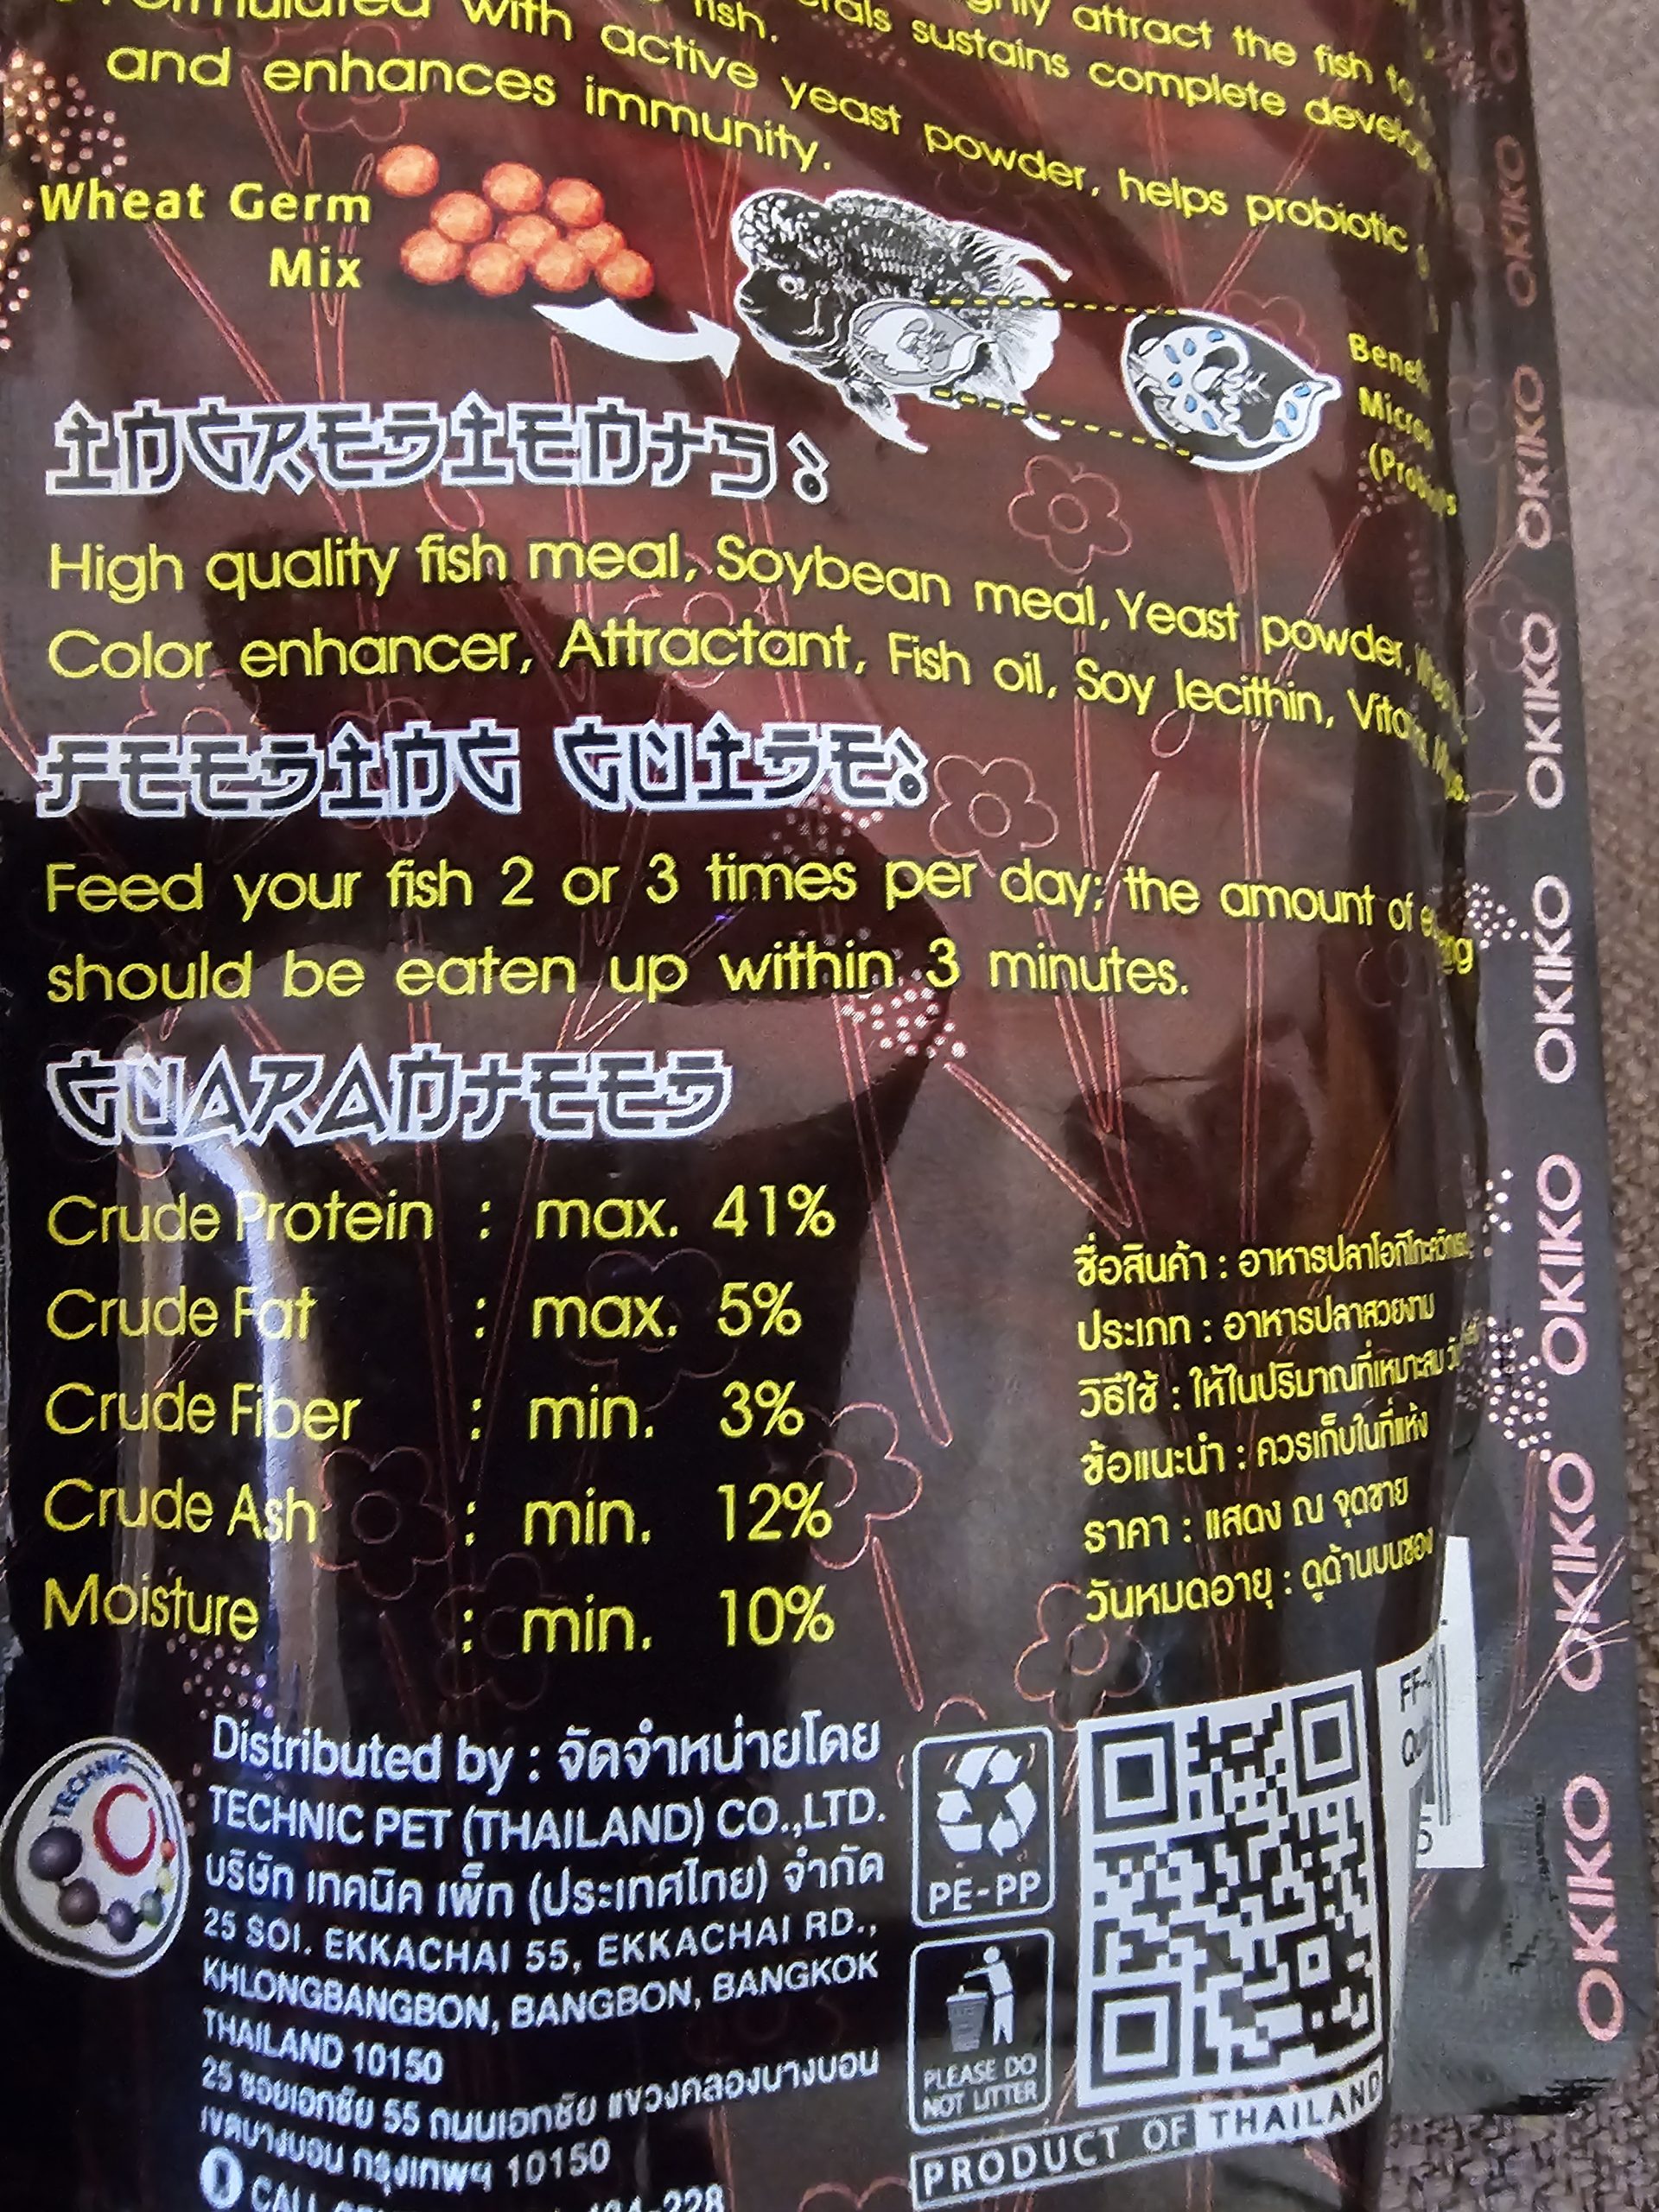 attract the fish to
sustains complete
fish.
with active yeast powder, helps probiotic
and enhances immunity.
Wheat Germ
Mix
INGREDIENTS:
High quality fish meal, Soybean meal, Yeast powder,
Color enhancer, Attractant, Fish oil, Soy lecithin,
FEEDING GUIDE:
Feed your fish 2 or 3 times per day; the amount of
should be eaten up within 3 minutes.
GUARANTEED
Crude Protein : max. 41%
Crude Fat : max. 5%
Crude Fiber : min. 3%
Crude Ash : min. 12%
Moisture : min. 10%
ชื่อสินค้า :
ประเภท : อาหารปลาสวยงาม
วิธีใช้ : ให้ในปริมาณที่เหมาะสม
ข้อแนะนำ : ควรเก็บในที่แห้ง
ราคา : แสดง ณ จุดขาย
วันหมดอายุ : ดูด้านบนซอง
TECHNIC
Distributed by : จัดจำหน่ายโดย
TECHNIC PET (THAILAND) CO.,LTD.
บริษัท เทคนิค เพ็ท (ประเทศไทย) จำกัด
25 SOI. EKKACHAI 55, EKKACHAI RD.,
KHLONGBANGBON, BANGBON, BANGKOK
THAILAND 10150
25 ซอยเอกชัย 55 ถนนเอกชัย แขวงคลองบางบอน
เขตบางบอน กรุงเทพฯ 10150
CALL
PE-PP
PLEASE DO
NOT LITTER
PRODUCT OF THAILAND
OKIKO OKIKO OKIKO OKIKO OKIKO OKIKO OKIKO OKIKO